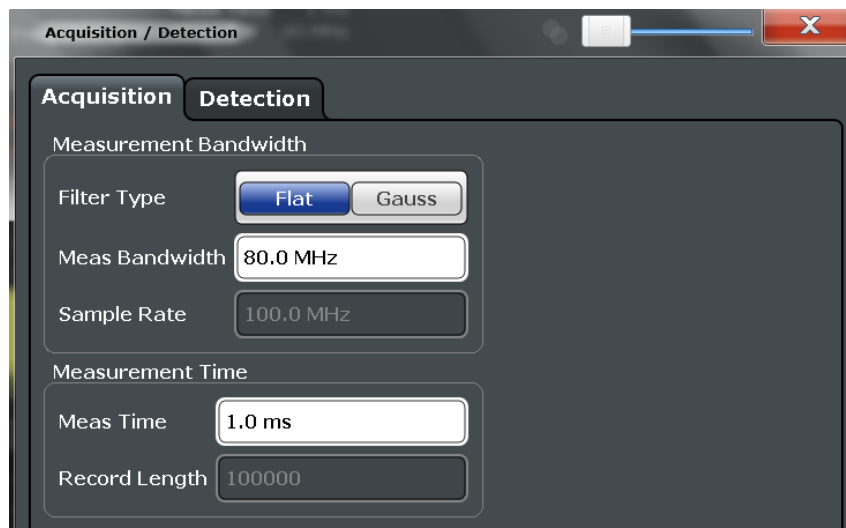 Acquisition / Detection
X
Acquisition Detection
Measurement Bandwidth
Filter Type Flat Gauss
Meas Bandwidth 80.0 MHz
Sample Rate 100.0 MHz
Measurement Time
Meas Time 1.0 ms
Record Length 100000